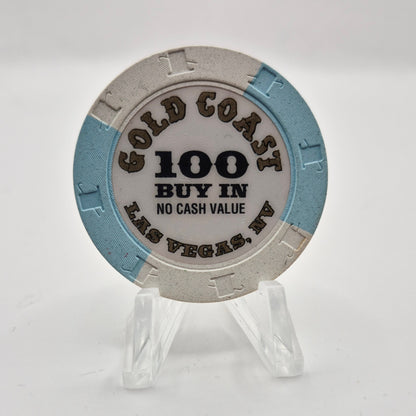 GOLD COAST
100
BUY IN
NO CASH VALUE
LAS VEGAS, NV